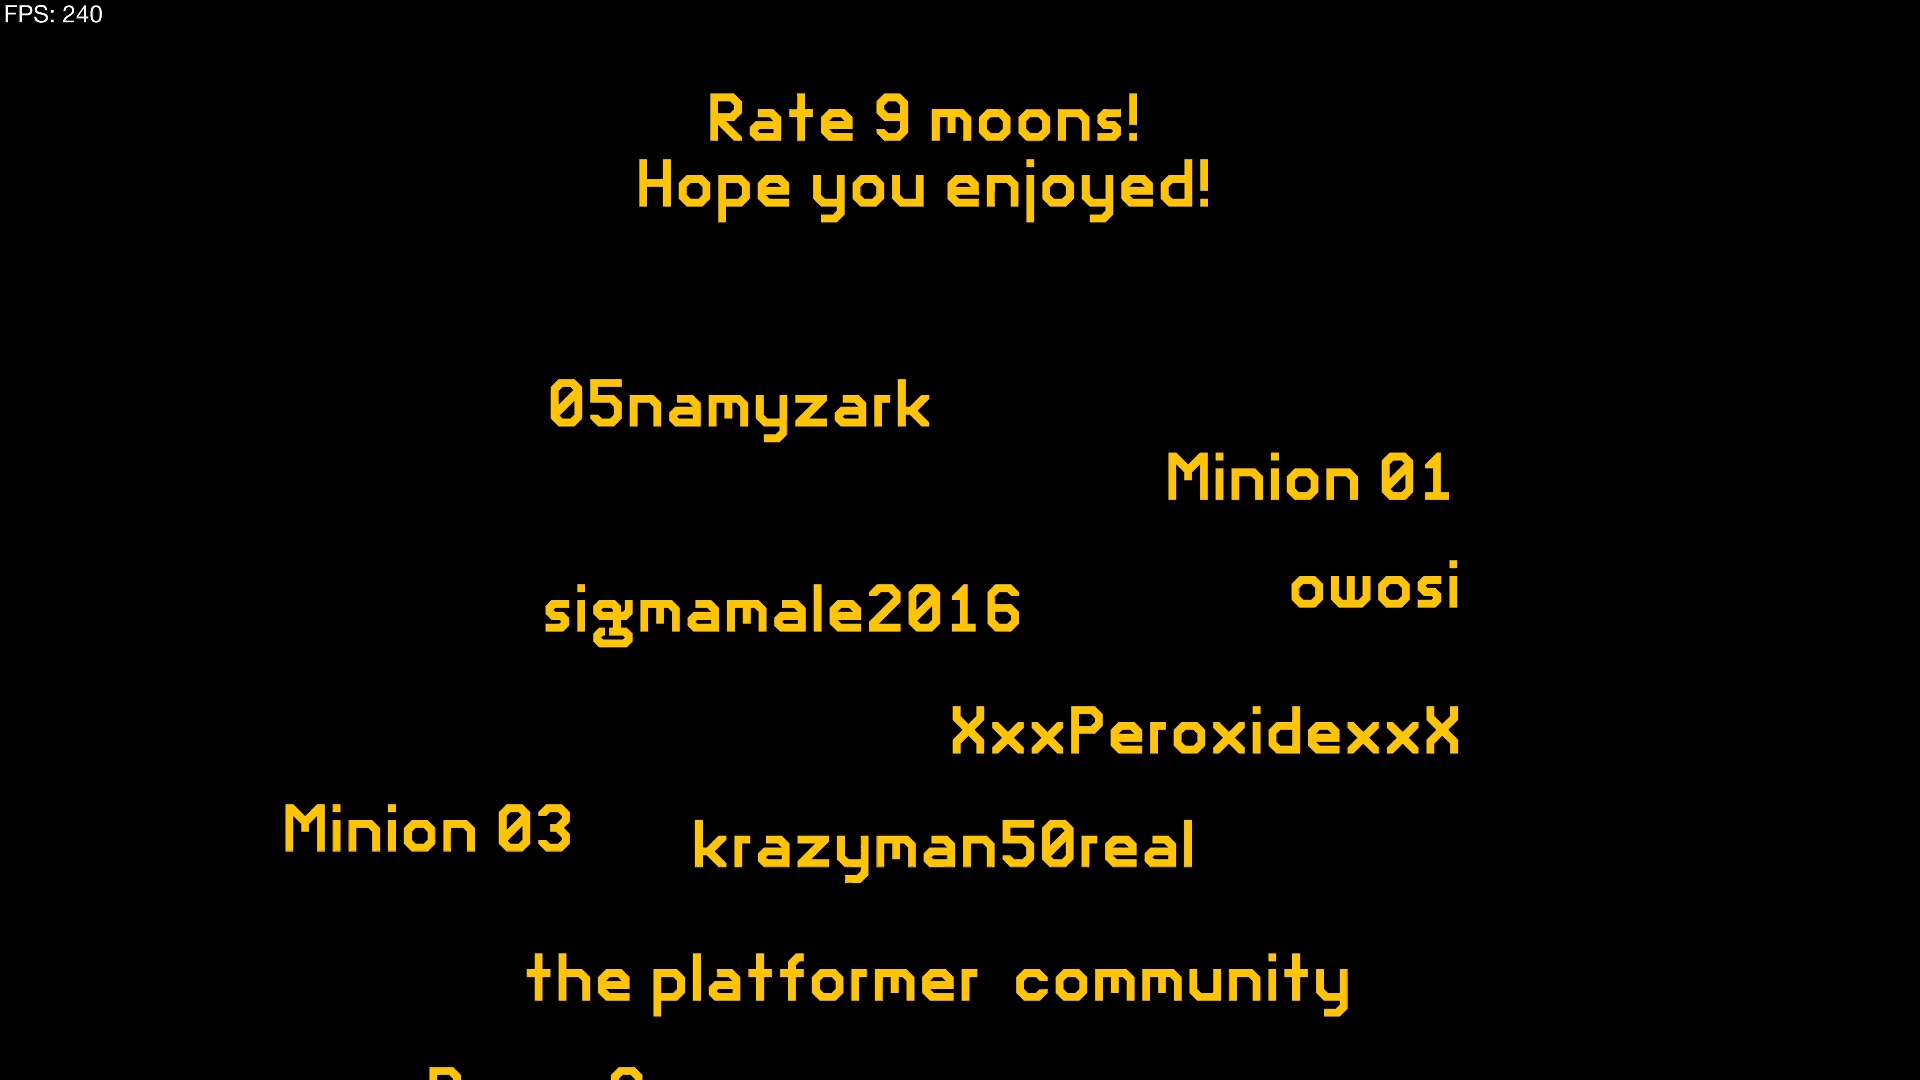 FPS: 240
Rate 9 moons!
Hope you enjoyed!
05namyzark
Minion 01
owosi
sigmamale2016
XxxPeroxidexxX
Minion 03
krazyman50real
the platformer  community